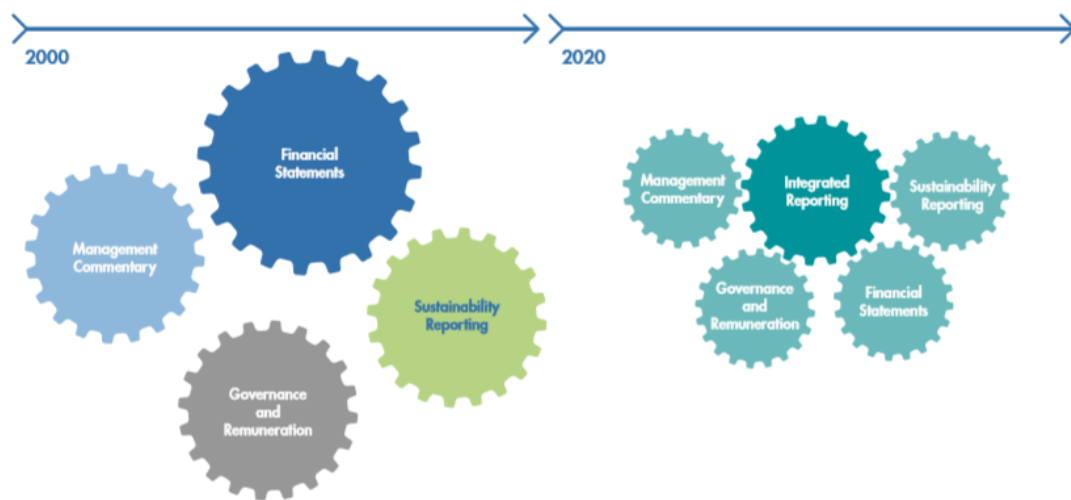 2000
2020
Financial
Statements
Management
Commentary
Sustainability
Reporting
Governance
and
Remuneration
Management
Commentary
Integrated
Reporting
Sustainability
Reporting
Governance
and
Remuneration
Financial
Statements